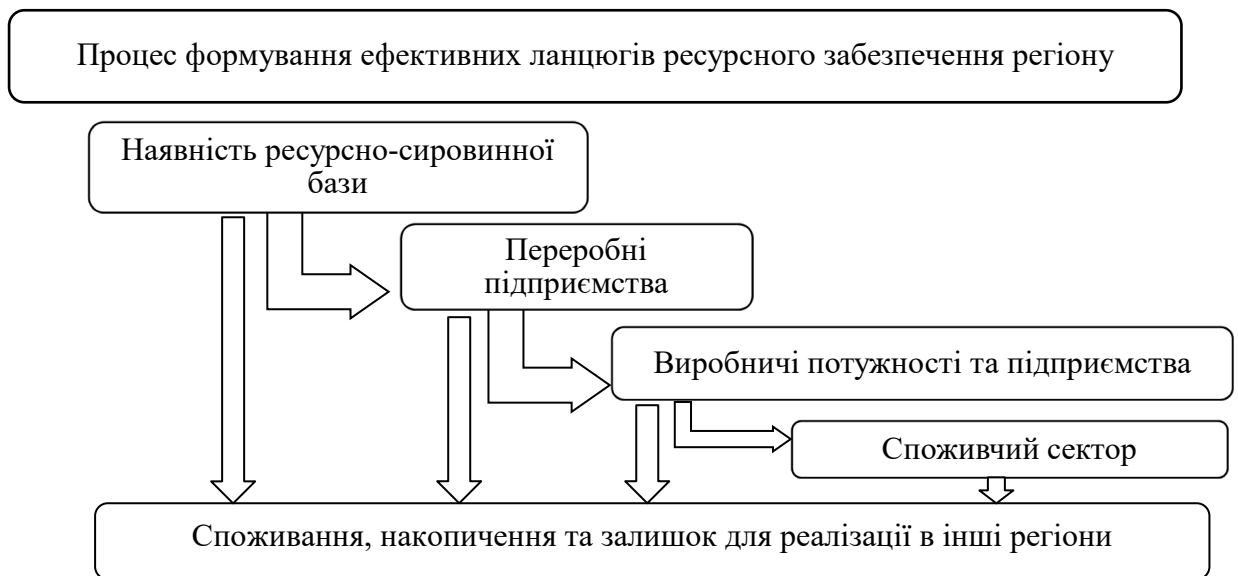 Процес формування ефективних ланцюгів ресурсного забезпечення регіону
Наявність ресурсно-сировинної
бази
Переробні
підприємства
Виробничі потужності та підприємства
Споживчий сектор
Споживання, накопичення та залишок для реалізації в інші регіони